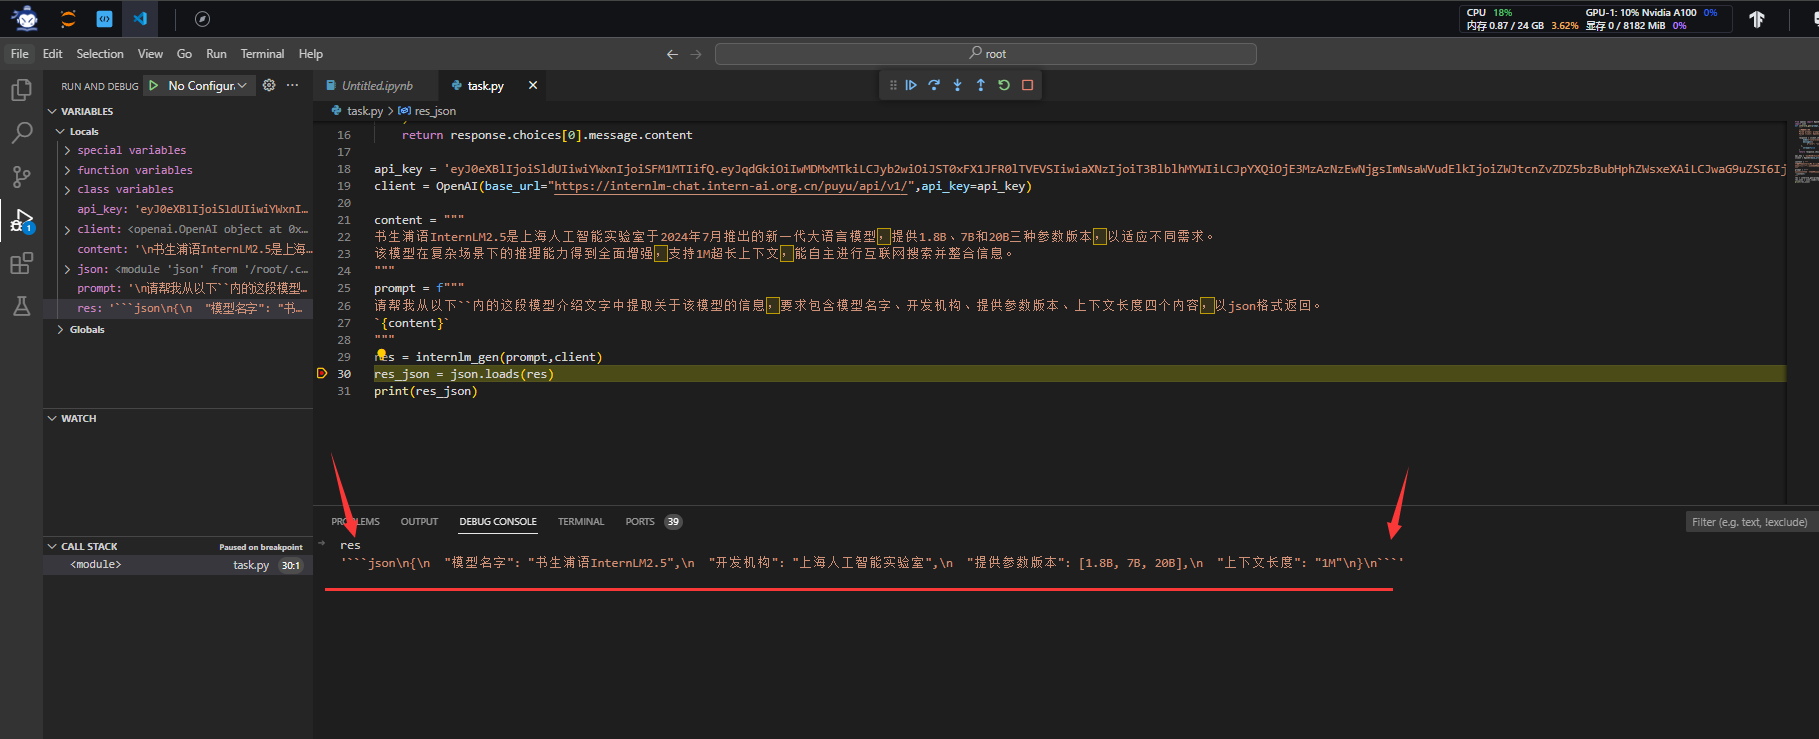 CPU 18% GPU-1: 10% Nvidia A100 0%
内存 0.87 / 24 GB 3.62% 显存 0 / 8182 MiB 0%
File Edit Selection View Go Run Terminal Help
root
RUN AND DEBUG No Configur
Untitled.ipynb
task.py
task.py > res_json
VARIABLES
Locals
special variables
function variables
class variables
api_key: 'eyJ0eXBlIjoiSldUIiwiYWxnI…
client: <openai.OpenAI object at 0x…
content: '\n书生浦语InternLM2.5是上海…
json: <module 'json' from '/root/.c…
prompt: '\n请帮我从以下``内的这段模型…
res: '```json\n{\n  "模型名字": "书…
Globals
WATCH
CALL STACK Paused on breakpoint
<module> task.py 30:1
1
16 return response.choices[0].message.content
17
18 api_key = 'eyJ0eXBlIjoiSldUIiwiYWxnIjoiSFM1MTIifQ.
19 client = OpenAI(base_url="https://internlm-chat.intern-ai.org.cn/puyu/api/v1/",api_key=api_key)
20
21 content = """
22 书生浦语InternLM2.5是上海人工智能实验室于2024年7月推出的新一代大语言模型，提供1.8B、7B和20B三种参数版本，以适应不同需求。
23 该模型在复杂场景下的推理能力得到全面增强，支持1M超长上下文，能自主进行互联网搜索并整合信息。
24 """
25 prompt = f"""
26 请帮我从以下``内的这段模型介绍文字中提取关于该模型的信息，要求包含模型名字、开发机构、提供参数版本、上下文长度四个内容，以json格式返回。
27 `{content}`
28 """
29 res = internlm_gen(prompt,client)
30 res_json = json.loads(res)
31 print(res_json)
PROBLEMS OUTPUT DEBUG CONSOLE TERMINAL PORTS 39
Filter (e.g. text, !exclude)
res
'```json\n{\n  "模型名字": "书生浦语InternLM2.5",\n  "开发机构": "上海人工智能实验室",\n  "提供参数版本": [1.8B, 7B, 20B],\n  "上下文长度": "1M"\n}\n```'